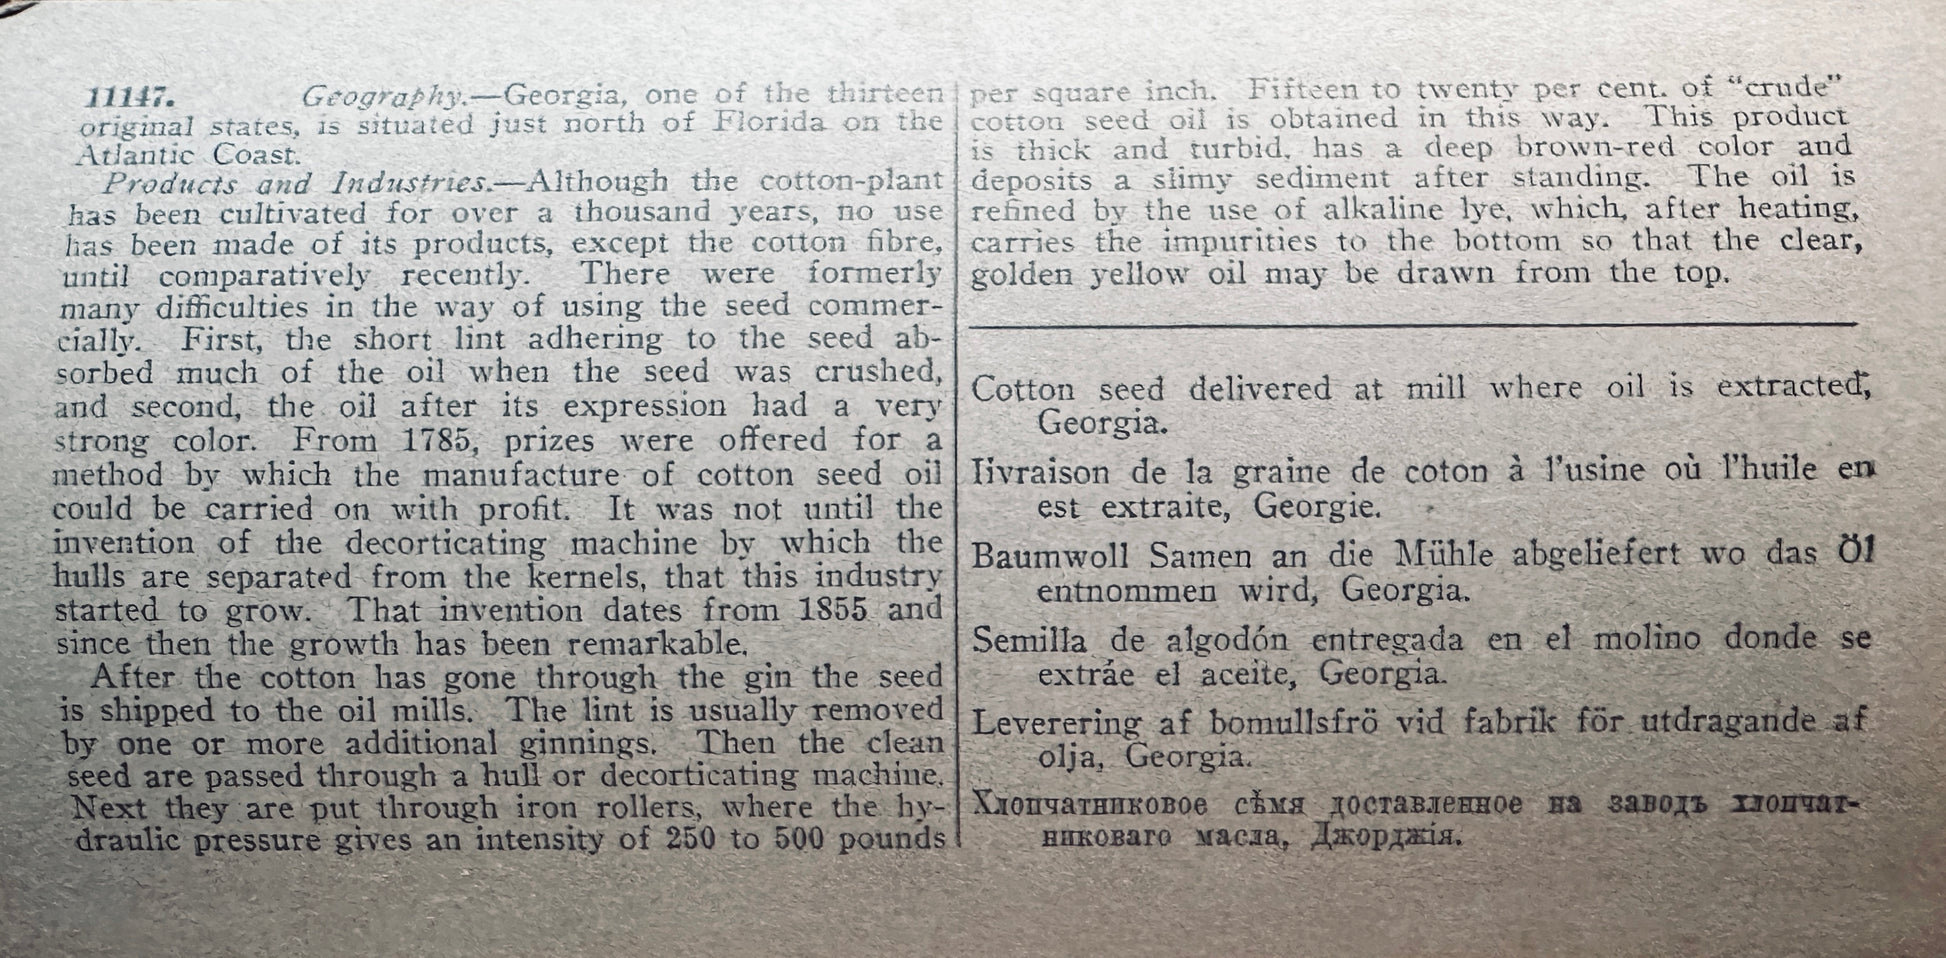 11147. Geography.—Georgia, one of the thirteen
original states, is situated just north of Florida on the
Atlantic Coast.
Products and Industries.—Although the cotton-plant
has been cultivated for over a thousand years, no use
has been made of its products, except the cotton fibre,
until comparatively recently. There were formerly
many difficulties in the way of using the seed commer-
cially. First, the short lint adhering to the seed ab-
sorbed much of the oil when the seed was crushed,
and second, the oil after its expression had a very
strong color. From 1785, prizes were offered for a
method by which the manufacture of cotton seed oil
could be carried on with profit. It was not until the
invention of the decorticating machine by which the
hulls are separated from the kernels, that this industry
started to grow. That invention dates from 1855 and
since then the growth has been remarkable.
After the cotton has gone through the gin the seed
is shipped to the oil mills. The lint is usually removed
by one or more additional ginnings. Then the clean
seed are passed through a hull or decorticating machine.
Next they are put through iron rollers, where the hy-
draulic pressure gives an intensity of 250 to 500 pounds
per square inch. Fifteen to twenty per cent. of “crude”
cotton seed oil is obtained in this way. This product
is thick and turbid, has a deep brown-red color and
deposits a slimy sediment after standing. The oil is
refined by the use of alkaline lye, which, after heating,
carries the impurities to the bottom so that the clear,
golden yellow oil may be drawn from the top.
Cotton seed delivered at mill where oil is extracted,
Georgia.
Livraison de la graine de coton à l'usine où l'huile en
est extraite, Georgie.
Baumwoll Samen an die Mühle abgeliefert wo das Öl
entnommen wird, Georgia.
Semilla de algodón entregada en el molino donde se
extráe el aceite, Georgia.
Leverering af bomullsfrö vid fabrik för utdragande af
olja, Georgia.
Хлопчатниковое сѣмя доставленное на заводъ хлопчат-
никоваго масла, Джорджія.